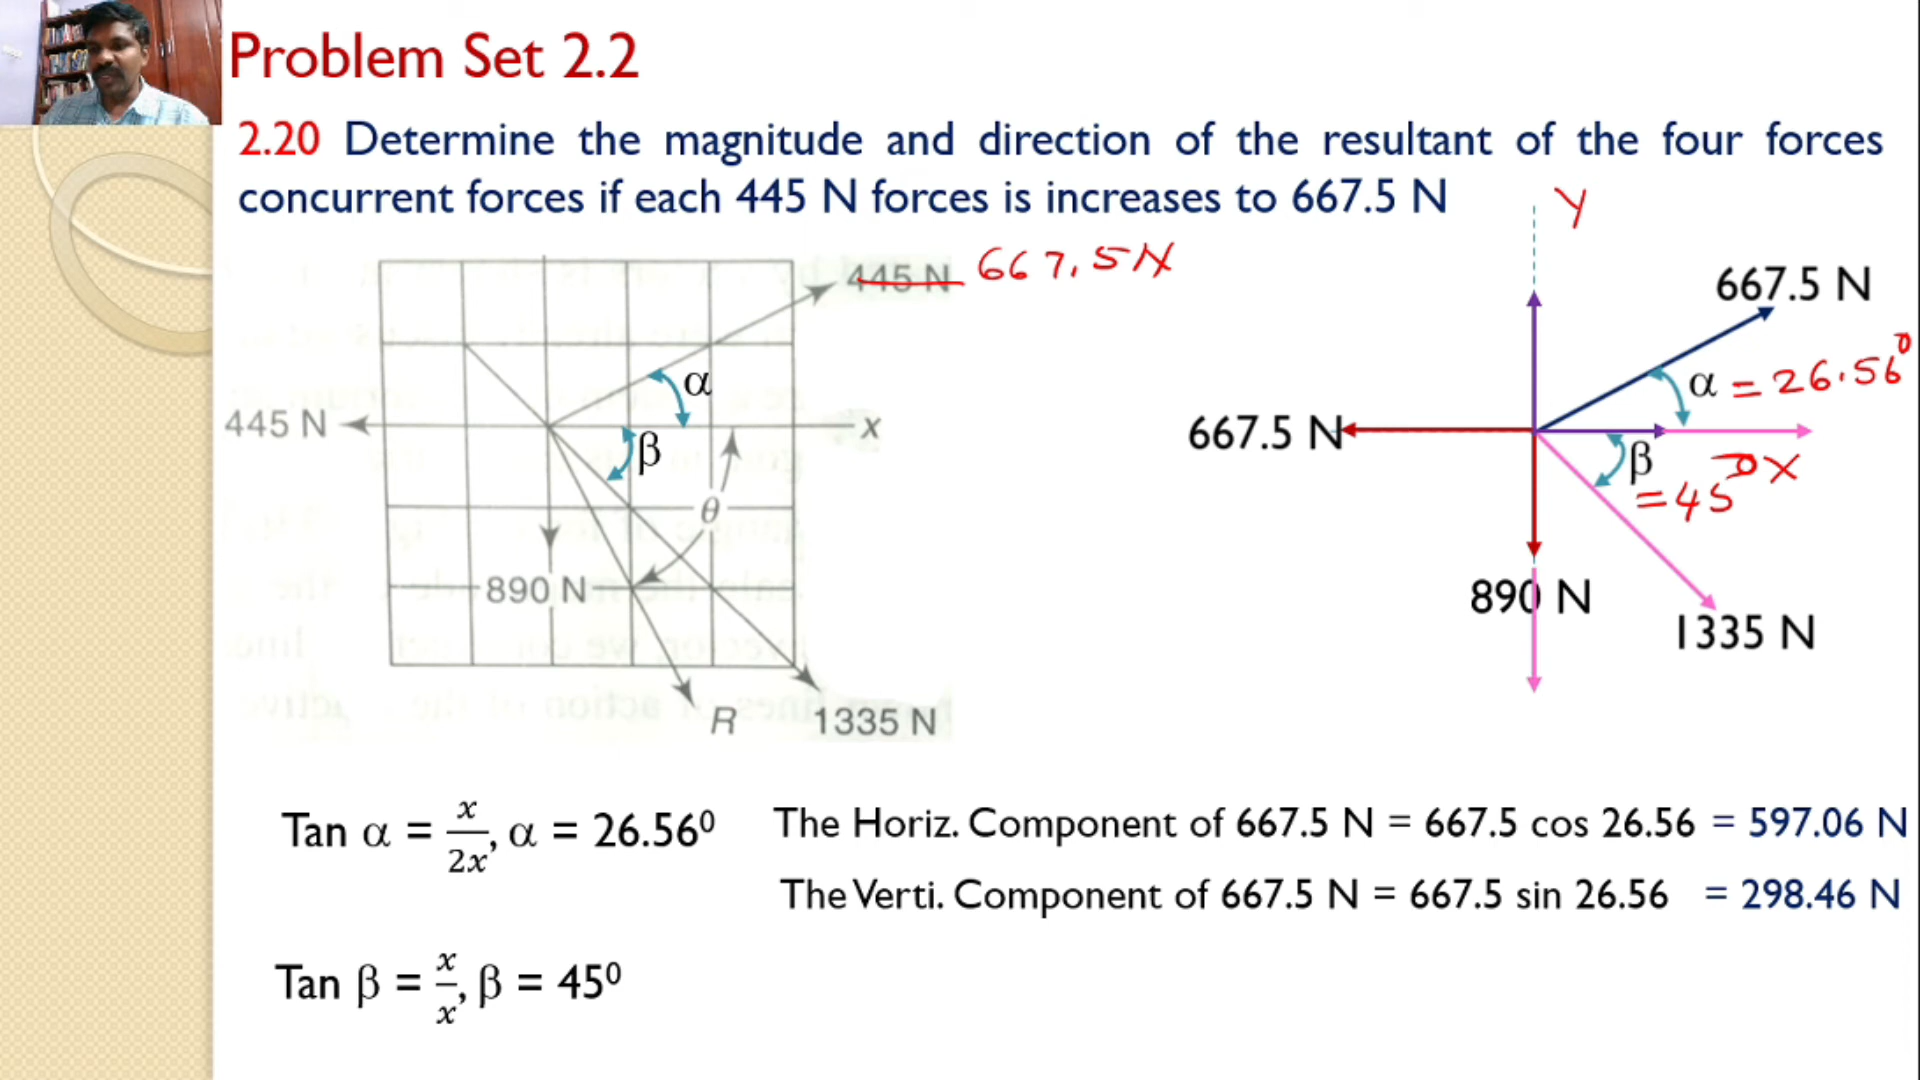 Problem Set 2.2
2.20 Determine the magnitude and direction of the resultant of the four forces
concurrent forces if each 445 N forces is increases to 667.5 N
Y
445 N 667.5N
667.5 N
α
α = 26.56⁰
445 N
x
667.5 N
β
β
= 45⁰
X
θ
890 N
890 N
1335 N
R
1335 N
Tan α = x/2x, α = 26.56⁰
The Horiz. Component of 667.5 N = 667.5 cos 26.56 = 597.06 N
The Verti. Component of 667.5 N = 667.5 sin 26.56 = 298.46 N
Tan β = x/x, β = 45⁰